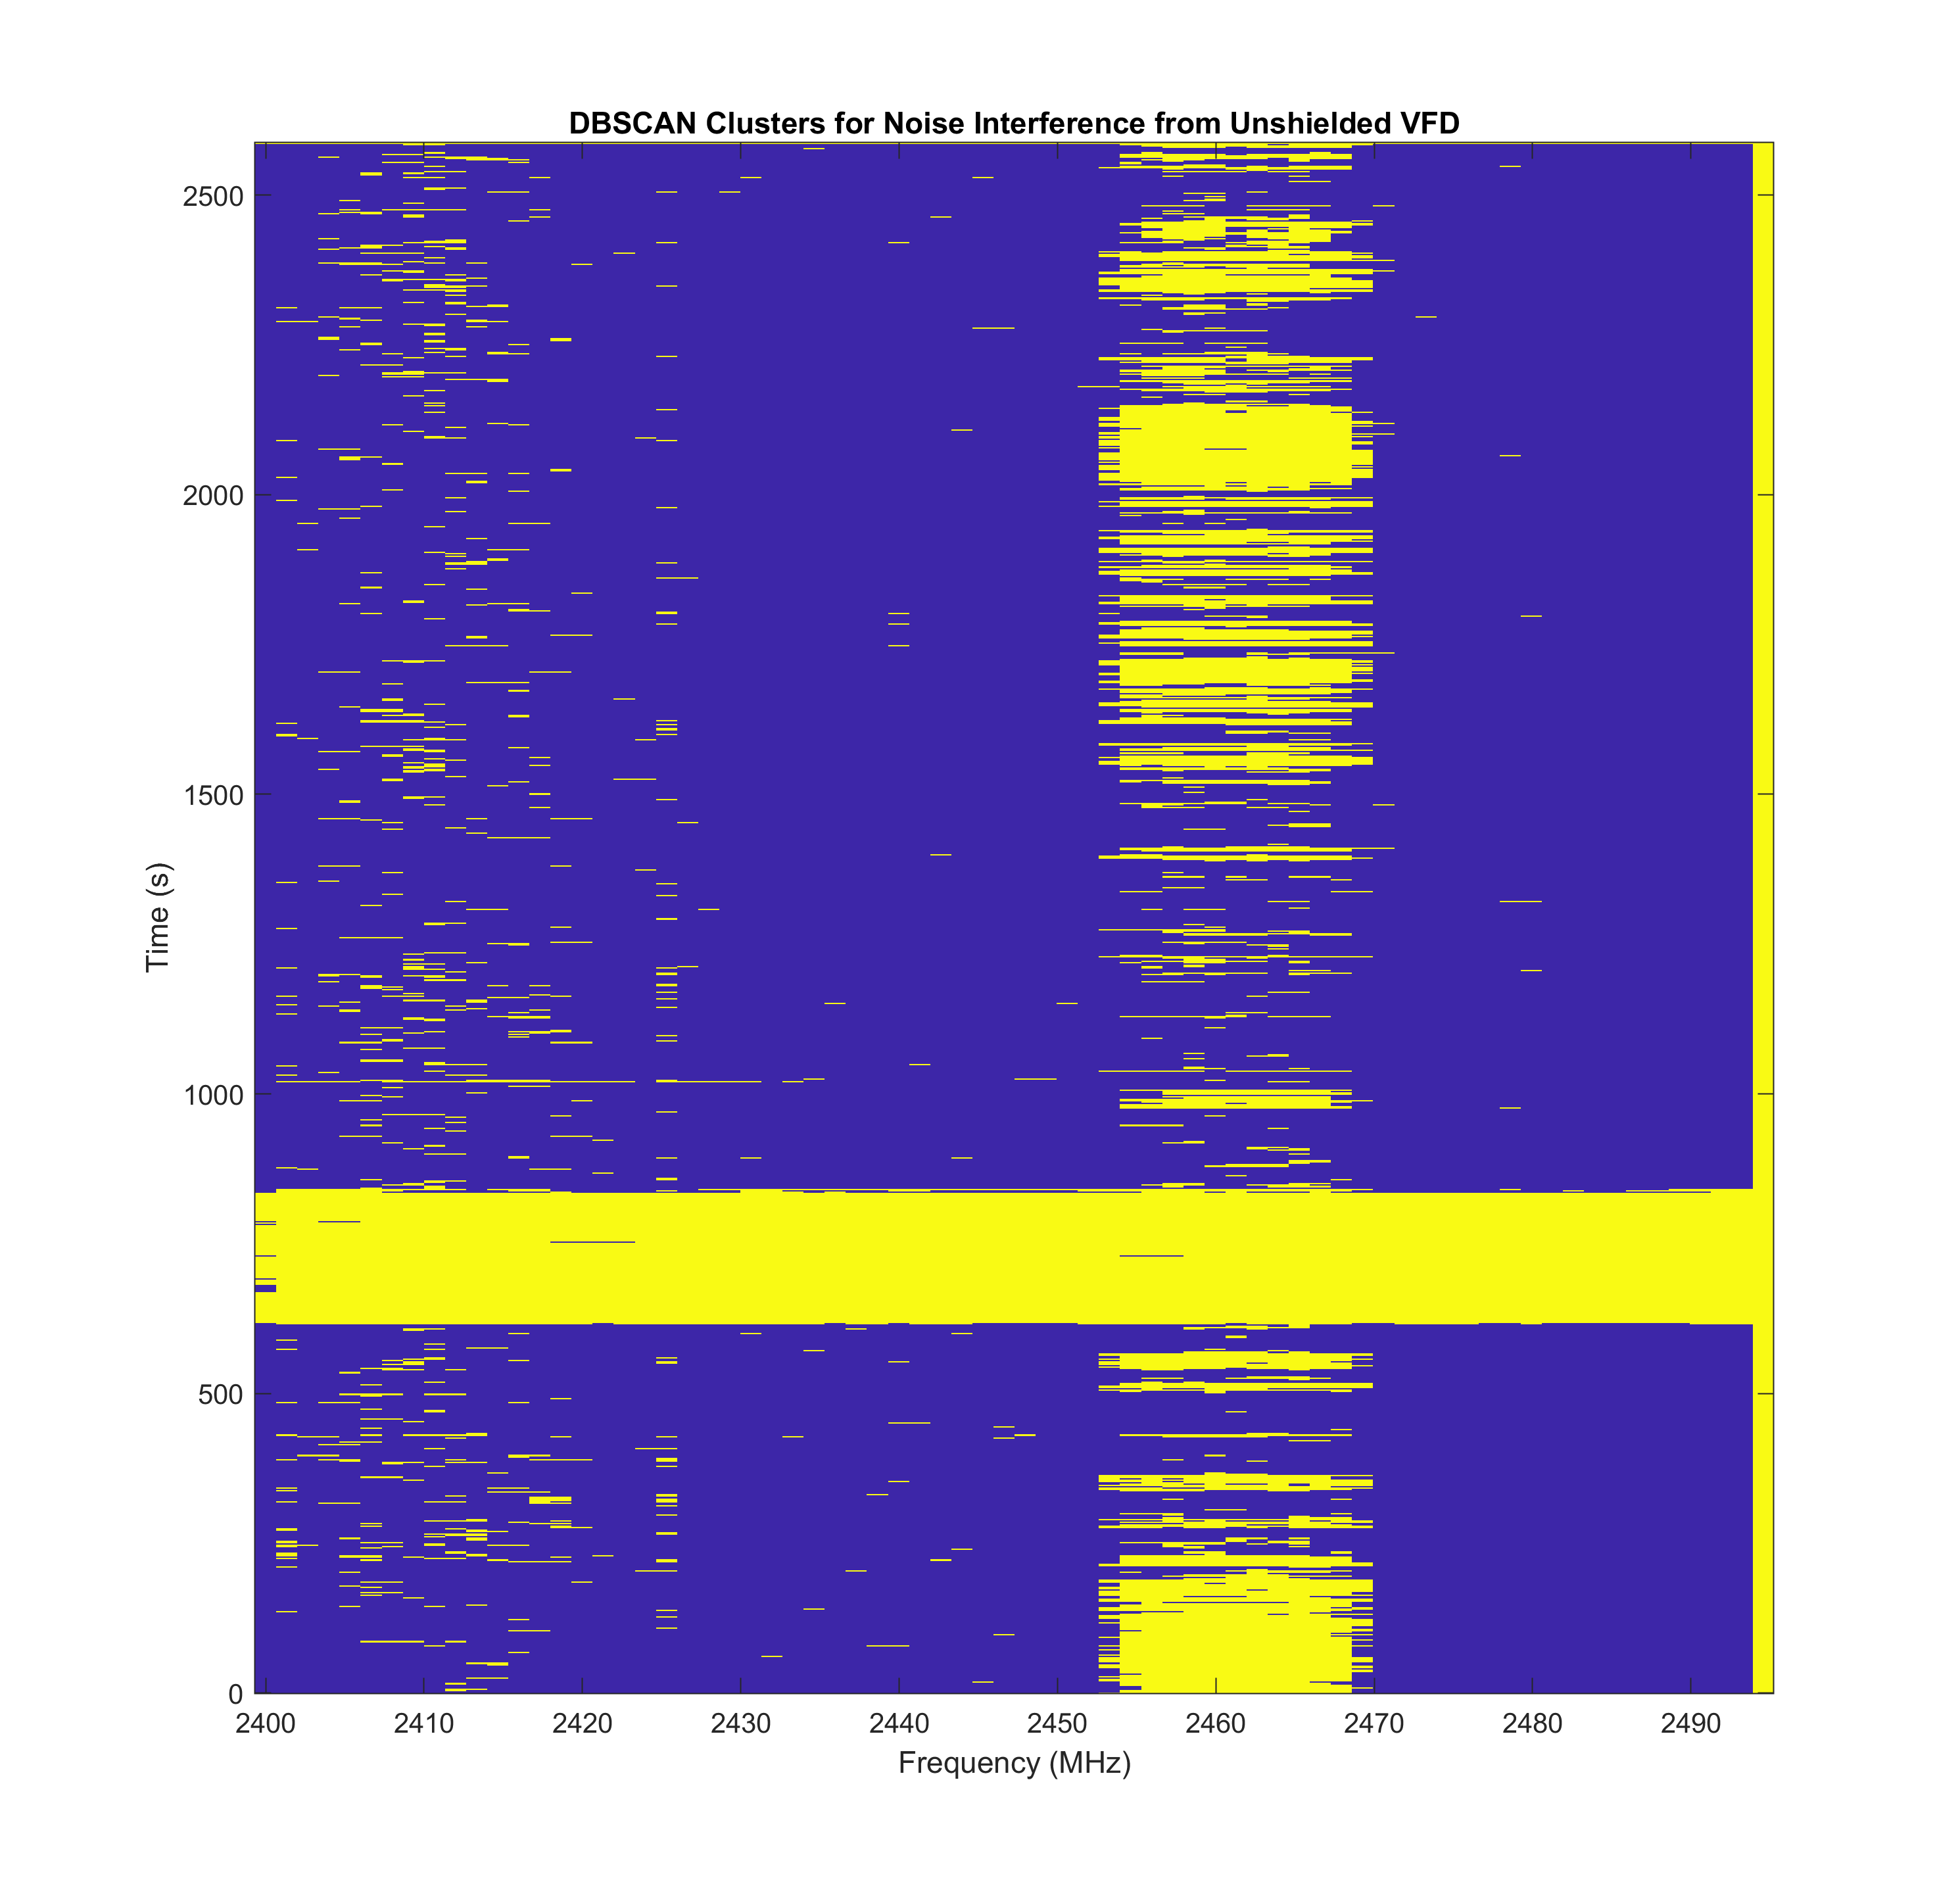 DBSCAN Clusters for Noise Interference from Unshielded VFD
2500
2000
1500
1000
500
0
Time (s)
2400 2410 2420 2430 2440 2450 2460 2470 2480 2490
Frequency (MHz)